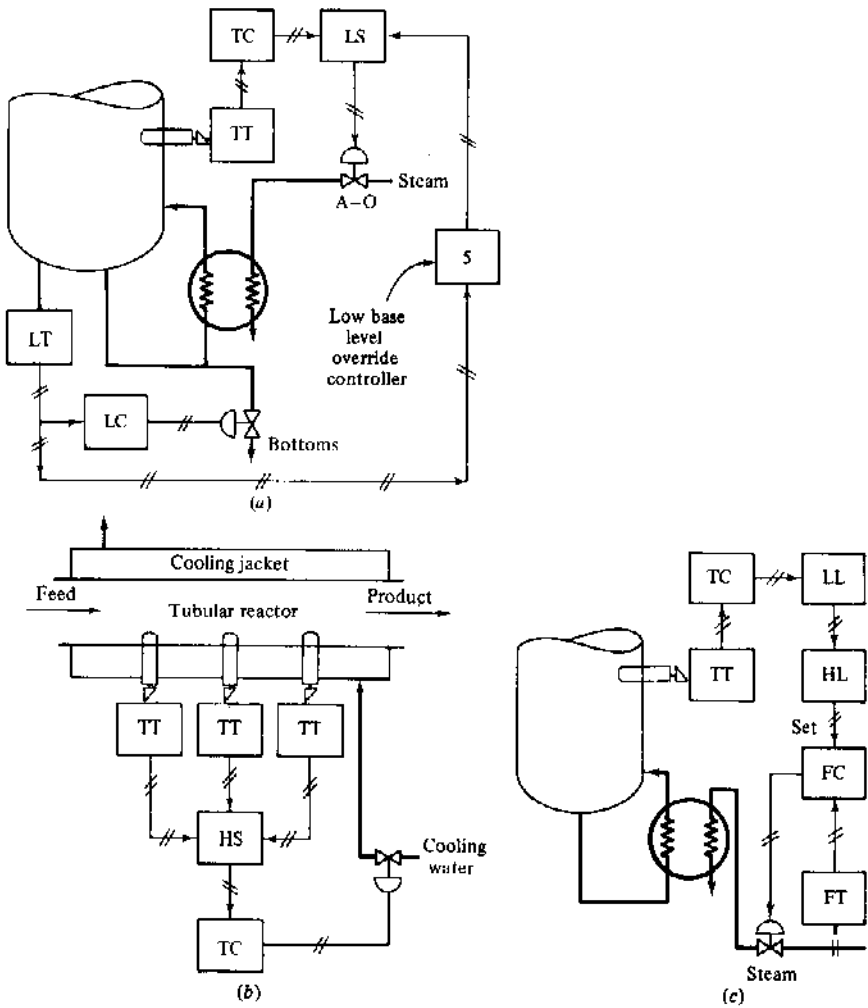 TC
LS
TT
Steam
A-O
5
Low base
level
override
controller
LT
LC
Bottoms
(a)
Cooling jacket
Feed
Product
Tubular reactor
TT
TT
TT
HS
Cooling
water
TC
(b)
TC
LL
TT
HL
Set
FC
FT
Steam
(c)